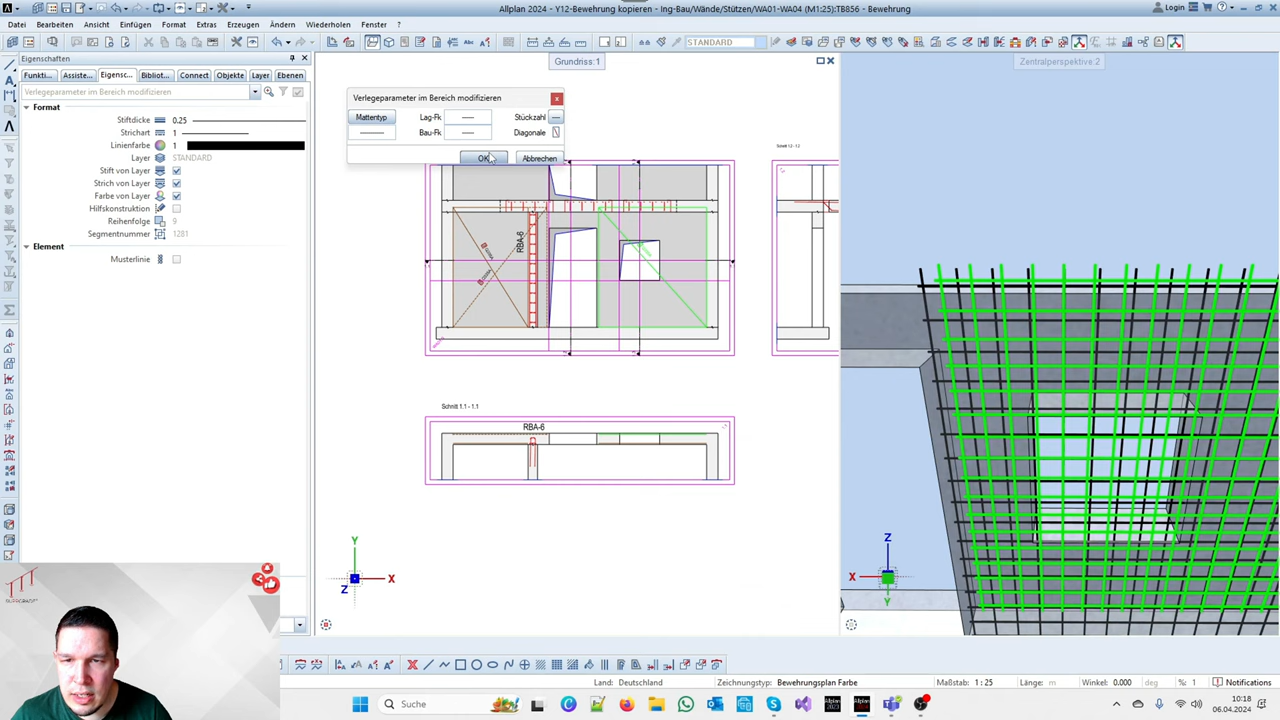 Allplan 2024 - Y12-Bewehrung kopieren - Ing-Bau/Wände/Stützen/WA01-WA04 (M1:25):TB856 - Bewehrung
Login
Datei Bearbeiten Einfügen Format Extras Erzeugen Ändern Wiederholen Fenster ?
STANDARD
Eigenschaften
Funkti... Assiste... Eigensc... Bibliot... Connect Objekte Layer Ebenen
Verlegeparameter im Bereich modifizieren
Format
Stiftdicke 0.25
Strichart 1
Linienfarbe 1
Layer STANDARD
Stift von Layer
Strich von Layer
Farbe von Layer
Hilfskonstruktion
Reihenfolge 9
Segmentnummer 1281
Element
Musterlinie
Grundriss:1
Verlegeparameter im Bereich modifizieren
Mattentyp Lag-Fk Stückzahl
Bau-Fk Diagonale
OK Abbrechen
RBA-6
Schnitt 1.1 - 1.1
RBA-6
Y
X
Z
Zentralperspektive:2
Z
X
Y
Land: Deutschland Zeichnungstyp: Bewehrungsplan Farbe Maßstab: 1 : 25 Länge: m Winkel: 0.000 deg %: 1 Notifications
Suche
10:18
06.04.2024